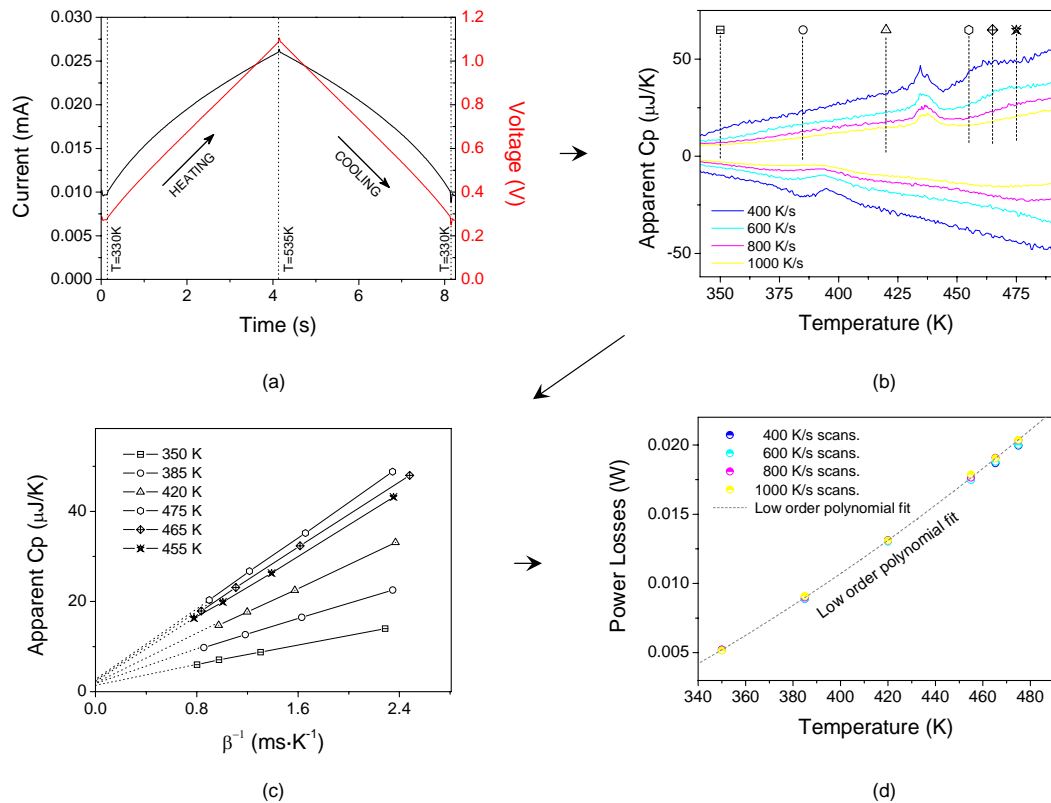 0.030
0.025
0.020
0.015
0.010
0.005
0.000
Current (mA)
1.2
1.0
0.8
0.6
0.4
0.2
0.0
Voltage (V)
HEATING
COOLING
T=330K
T=535K
T=330K
0
2
4
6
8
Time (s)
(a)
50
0
-50
Apparent Cp (μJ/K)
400 K/s
600 K/s
800 K/s
1000 K/s
350
375
400
425
450
475
Temperature (K)
(b)
40
20
0
Apparent Cp (μJ/K)
350 K
385 K
420 K
475 K
465 K
455 K
0.0
0.8
1.6
2.4
β⁻¹ (ms·K⁻¹)
(c)
0.020
0.015
0.010
0.005
Power Losses (W)
400 K/s scans.
600 K/s scans.
800 K/s scans.
1000 K/s scans.
Low order polynomial fit
Low order polynomial fit
340
360
380
400
420
440
460
480
Temperature (K)
(d)